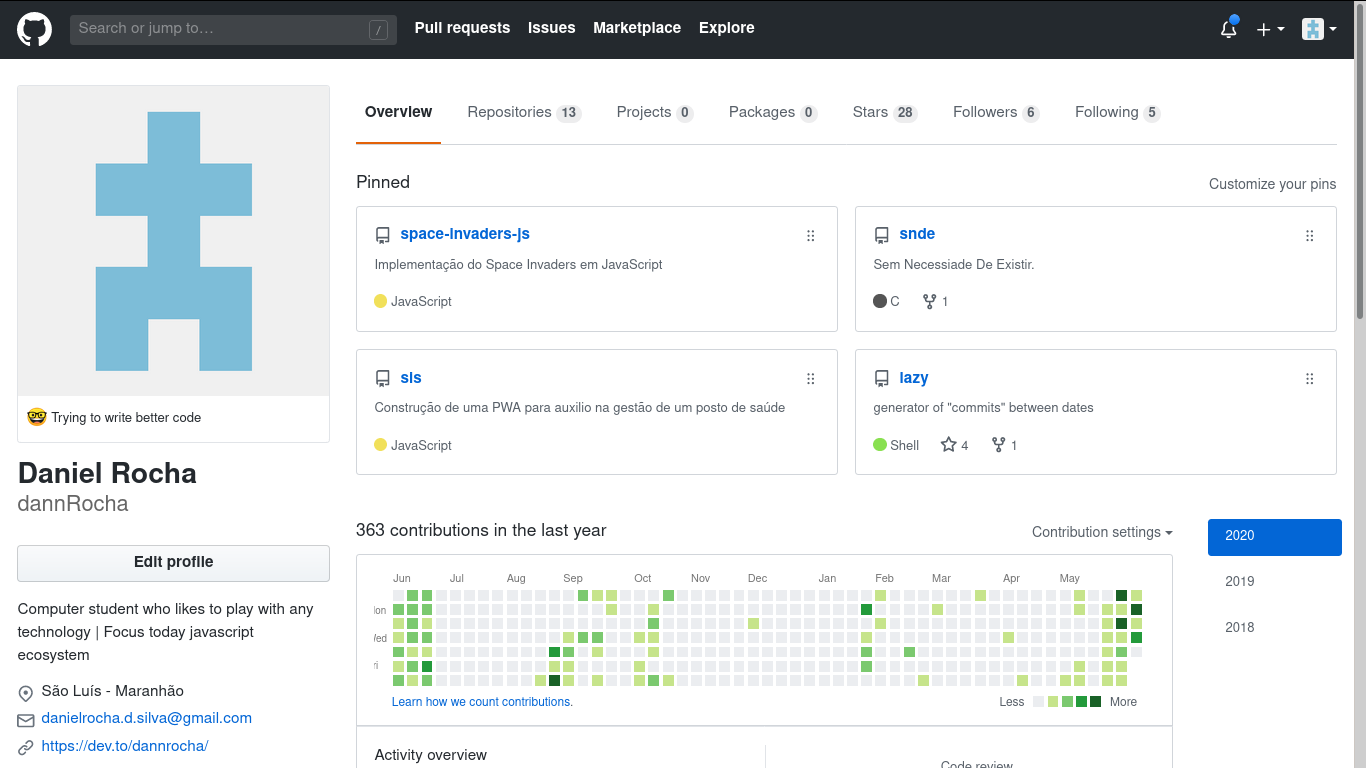 Search or jump to…
/
Pull requests Issues Marketplace Explore
Overview Repositories 13 Projects 0 Packages 0 Stars 28 Followers 6 Following 5
Pinned
Customize your pins
space-invaders-js
Implementação do Space Invaders em JavaScript
JavaScript
snde
Sem Necessiade De Existir.
C 1
sis
Construção de uma PWA para auxilio na gestão de um posto de saúde
JavaScript
lazy
generator of "commits" between dates
Shell 4 1
Trying to write better code
Daniel Rocha
dannRocha
Edit profile
Computer student who likes to play with any
technology | Focus today javascript
ecosystem
São Luís - Maranhão
danielrocha.d.silva@gmail.com
https://dev.to/dannrocha/
363 contributions in the last year
Contribution settings
2020
2019
2018
Jun Jul Aug Sep Oct Nov Dec Jan Feb Mar Apr May
Mon
Wed
Fri
Learn how we count contributions.
Less More
Activity overview
Code review